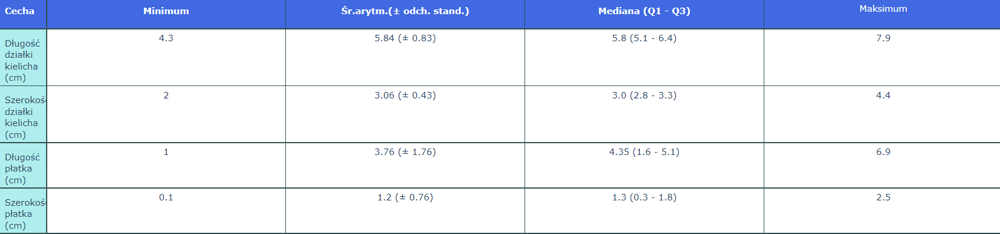 Cecha Minimum Śr.arytm.(± odch. stand.) Mediana (Q1 - Q3) Maksimum
Długość 4.3 5.84 (± 0.83) 5.8 (5.1 - 6.4) 7.9
działki
kielicha
(cm)
Szerokoś 2 3.06 (± 0.43) 3.0 (2.8 - 3.3) 4.4
działki
kielicha
(cm)
Długość 1 3.76 (± 1.76) 4.35 (1.6 - 5.1) 6.9
płatka
(cm)
Szerokoś 0.1 1.2 (± 0.76) 1.3 (0.3 - 1.8) 2.5
płatka
(cm)